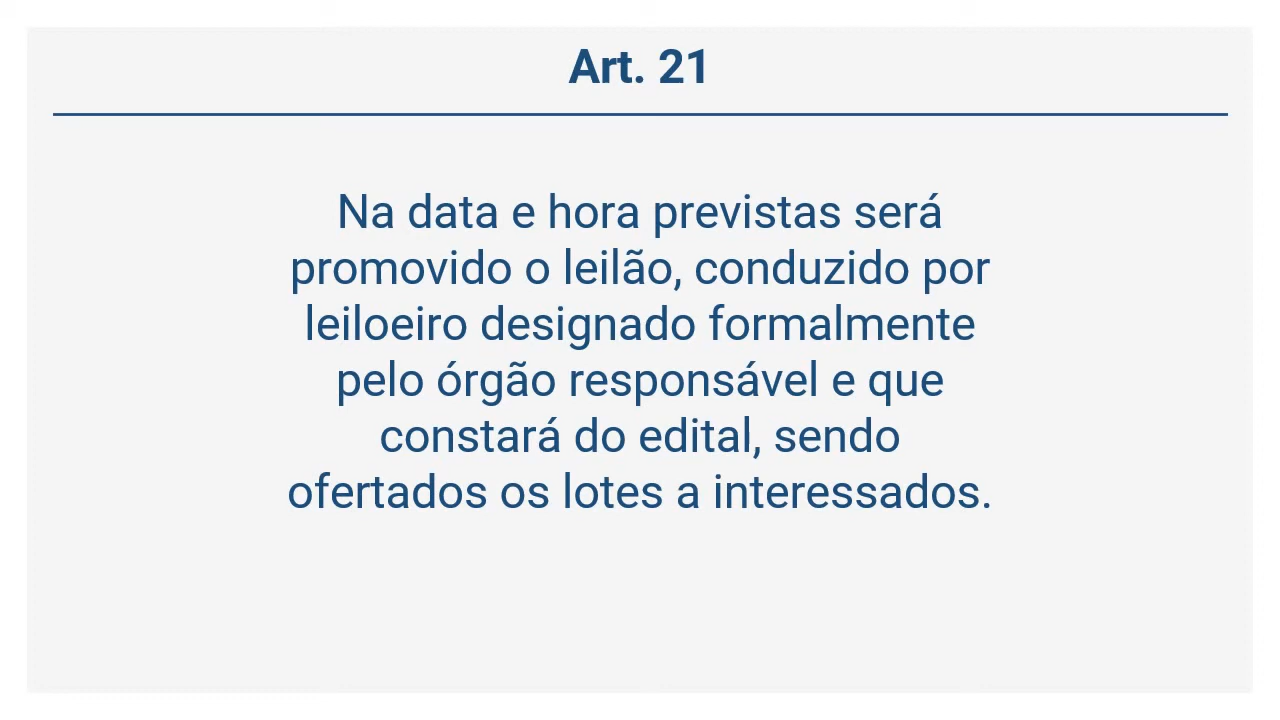 Art. 21
Na data e hora previstas será
promovido o leilão, conduzido por
leiloeiro designado formalmente
pelo órgão responsável e que
constará do edital, sendo
ofertados os lotes a interessados.